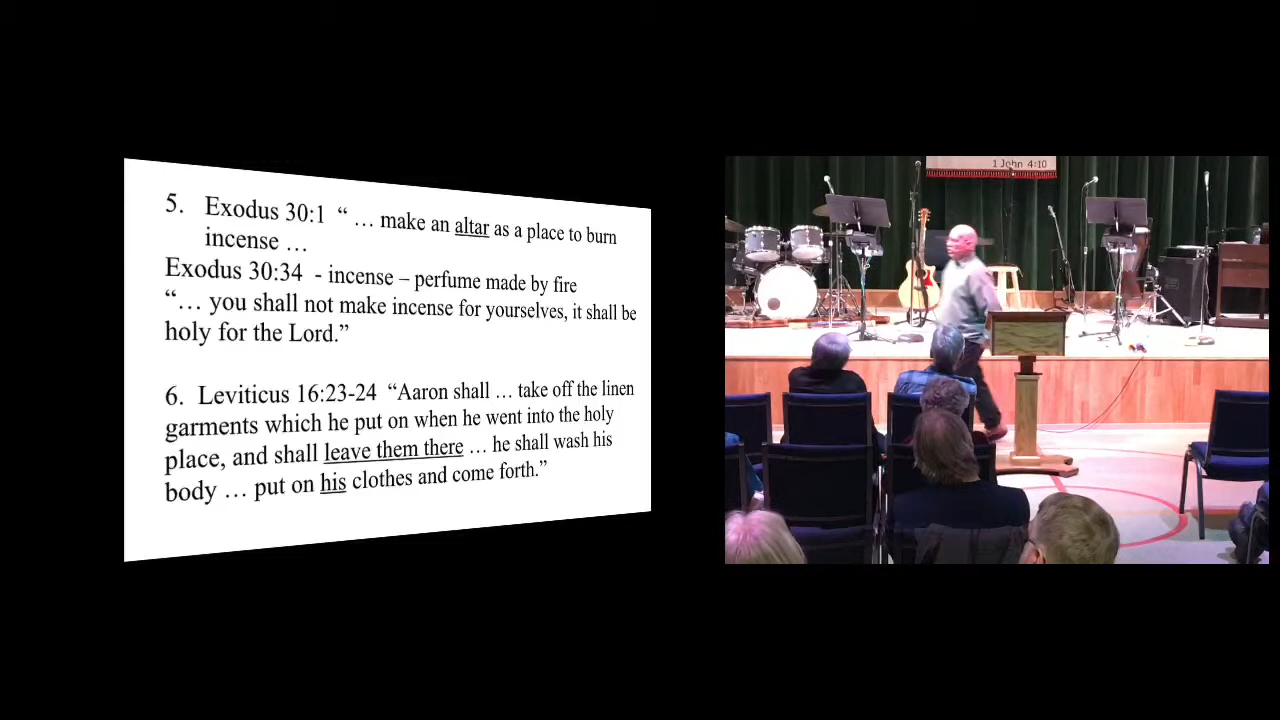 5. Exodus 30:1 “ … make an altar as a place to burn
incense …
Exodus 30:34 - incense – perfume made by fire
“… you shall not make incense for yourselves, it shall be
holy for the Lord.”
6. Leviticus 16:23-24 “Aaron shall … take off the linen
garments which he put on when he went into the holy
place, and shall leave them there … he shall wash his
body … put on his clothes and come forth.”
1 John 4:10